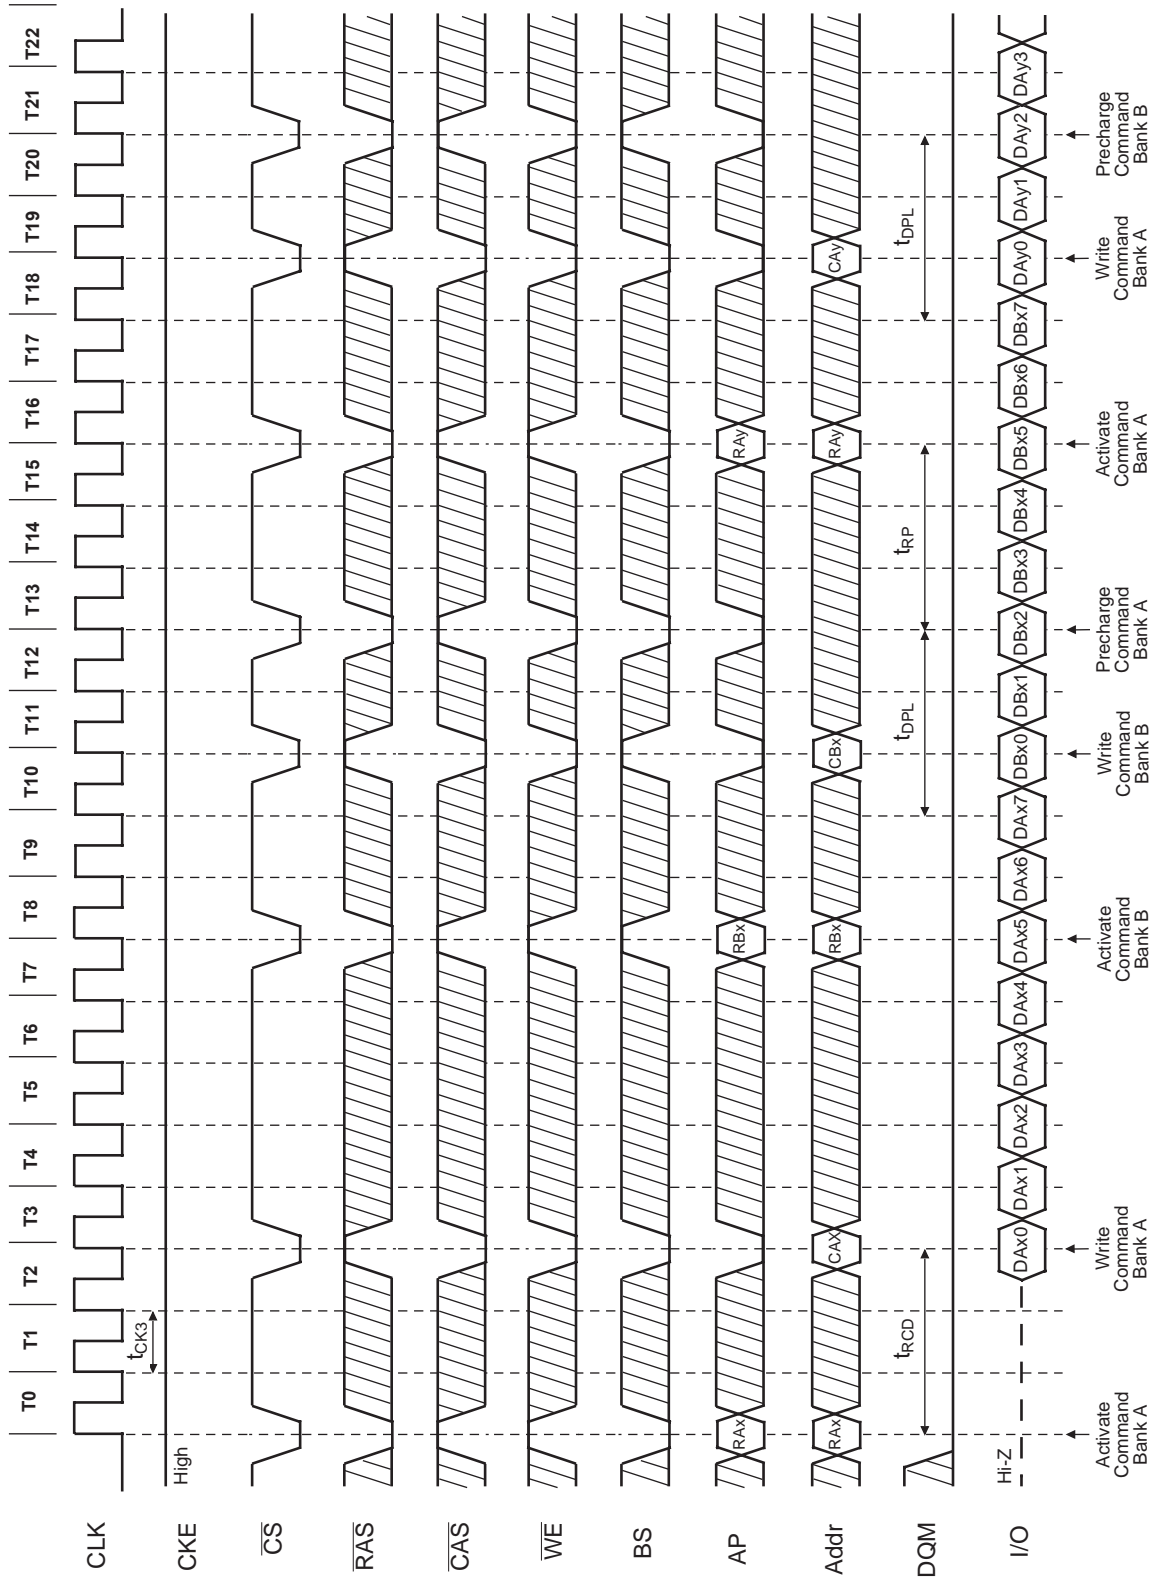 T0 T1 T2 T3 T4 T5 T6 T7 T8 T9 T10 T11 T12 T13 T14 T15 T16 T17 T18 T19 T20 T21 T22
CLK
tCK3
CKE
High
CS
RAS
CAS
WE
BS
AP
RAx RBx RAy
Addr
RAx CAX RBx CBx RAy CAy
DQM
tRCD tDPL tRP tDPL
I/O
Hi-Z
DAx0 DAx1 DAx2 DAx3 DAx4 DAx5 DAx6 DAx7 DBx0 DBx1 DBx2 DBx3 DBx4 DBx5 DBx6 DBx7 DAy0 DAy1 DAy2 DAy3
Activate
Command
Bank A
Write
Command
Bank A
Activate
Command
Bank B
Write
Command
Bank B
Precharge
Command
Bank A
Activate
Command
Bank A
Write
Command
Bank A
Precharge
Command
Bank B